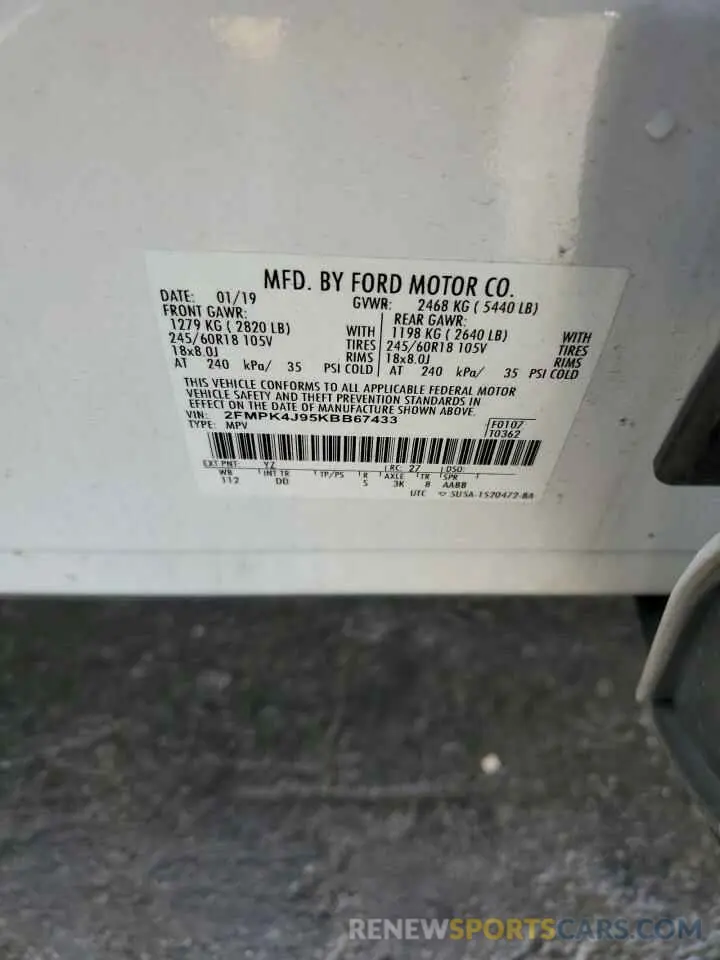 MFD. BY FORD MOTOR CO.
DATE: 01/19 GVWR: 2468 KG ( 5440 LB)
FRONT GAWR: REAR GAWR:
1279 KG ( 2820 LB) WITH 1198 KG ( 2640 LB) WITH
245/60R18 105V TIRES 245/60R18 105V TIRES
18x8.0J RIMS 18x8.0J RIMS
AT 240 kPa/ 35 PSI COLD AT 240 kPa/ 35 PSI COLD
THIS VEHICLE CONFORMS TO ALL APPLICABLE FEDERAL MOTOR
VEHICLE SAFETY AND THEFT PREVENTION STANDARDS IN
EFFECT ON THE DATE OF MANUFACTURE SHOWN ABOVE.
VIN: 2FMPK4J95KBB67433 F0107
TYPE: MPV T0362
EXT PNT: YZ RC: 27 DSO:
WB INT TR TP/PS R AXLE TR SPR
112 DD 5 3K 8 AABB
UTC SU5A-1520472-BA
RENEWSPORTSCARS.COM